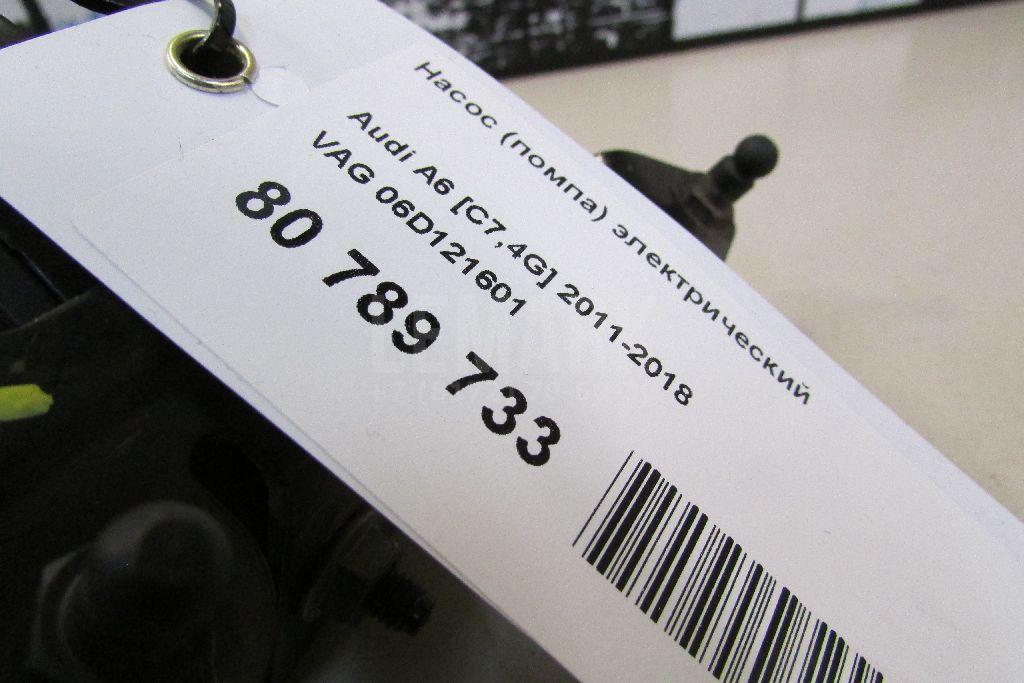 Насос (помпа) электрический
Audi A6 [C7,4G] 2011-2018
VAG 06D121601
80 789 733